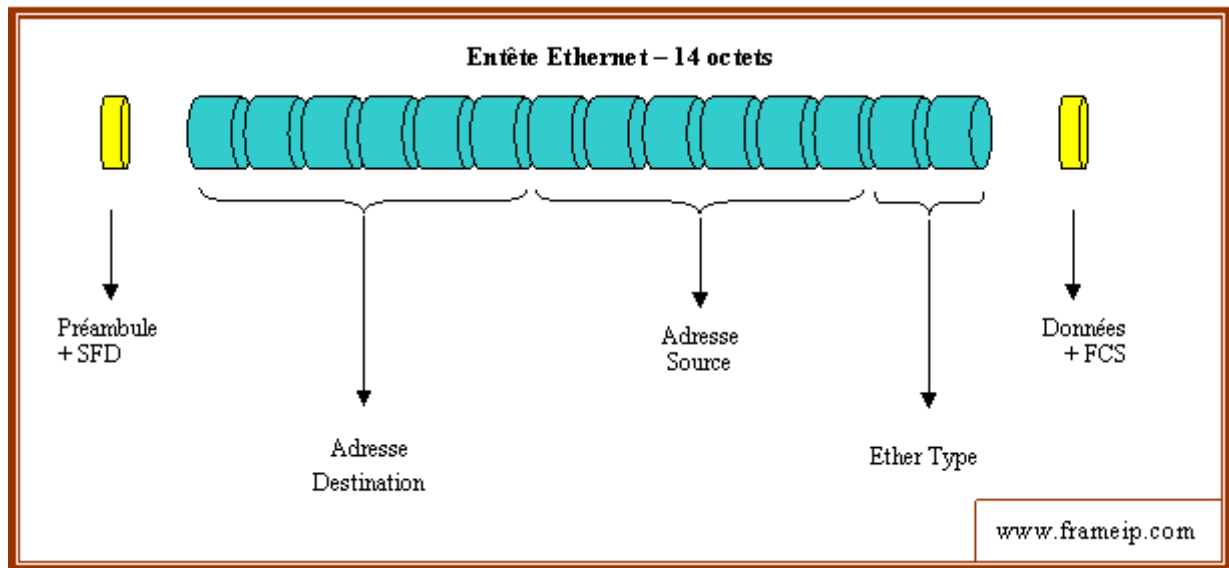 Entête Ethernet – 14 octets
Préambule
+ SFD
Adresse
Destination
Adresse
Source
Ether Type
Données
+ FCS
www.frameip.com